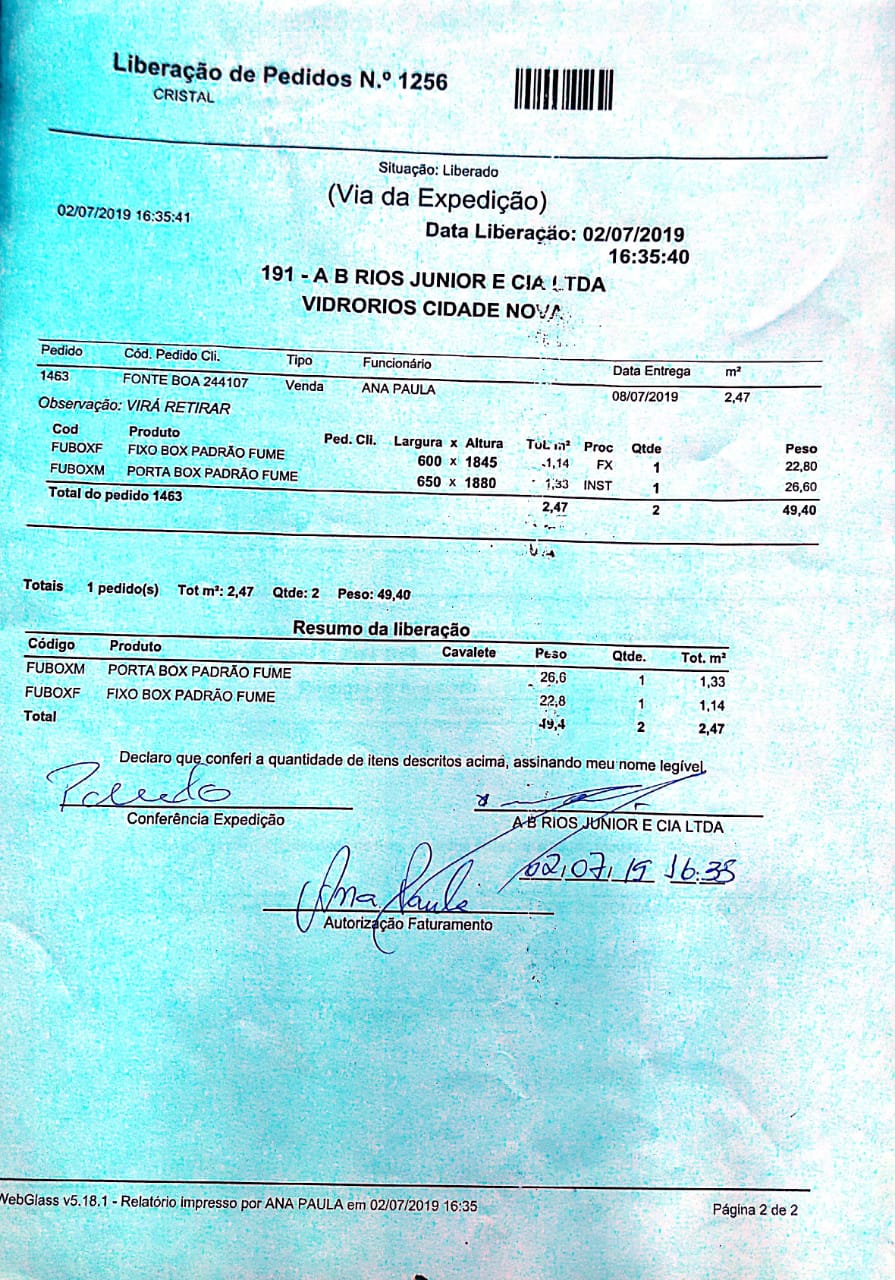 Liberação de Pedidos N.º 1256
CRISTAL
Situação: Liberado
(Via da Expedição)
02/07/2019 16:35:41
Data Liberação: 02/07/2019
16:35:40
191 - A B RIOS JUNIOR E CIA LTDA
VIDRORIOS CIDADE NOVA
Pedido Cód. Pedido Cli. Tipo Funcionário Data Entrega m²
1463 FONTE BOA 244107 Venda ANA PAULA 08/07/2019 2,47
Observação: VIRÁ RETIRAR
Cod Produto Ped. Cli. Largura x Altura Tot. m² Proc Qtde Peso
FUBOXF FIXO BOX PADRÃO FUME 600 x 1845 1,14 FX 1 22,80
FUBOXM PORTA BOX PADRÃO FUME 650 x 1880 1,33 INST 1 26,60
Total do pedido 1463 2,47 2 49,40
Totais 1 pedido(s) Tot m²: 2,47 Qtde: 2 Peso: 49,40
Resumo da liberação
Código Produto Cavalete Peso Qtde. Tot. m²
FUBOXM PORTA BOX PADRÃO FUME 26,6 1 1,33
FUBOXF FIXO BOX PADRÃO FUME 22,8 1 1,14
Total 49,4 2 2,47
Declaro que conferi a quantidade de itens descritos acima, assinando meu nome legível.
Conferência Expedição
A B RIOS JUNIOR E CIA LTDA
02,07,19 16:38
Ana Paula
Autorização Faturamento
WebGlass v5.18.1 - Relatório impresso por ANA PAULA em 02/07/2019 16:35
Página 2 de 2